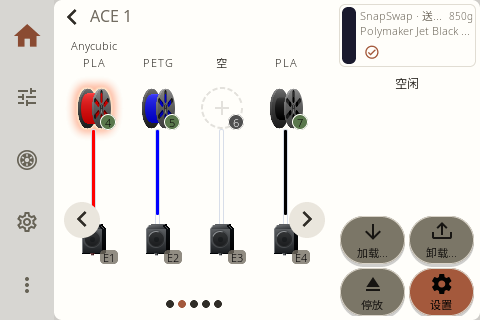 ACE 1
Anycubic
PLA
PETG
空
PLA
4
5
6
7
E1
E2
E3
E4
SnapSwap · 送... 850g
Polymaker Jet Black ...
空闲
加载...
卸载...
停放
设置